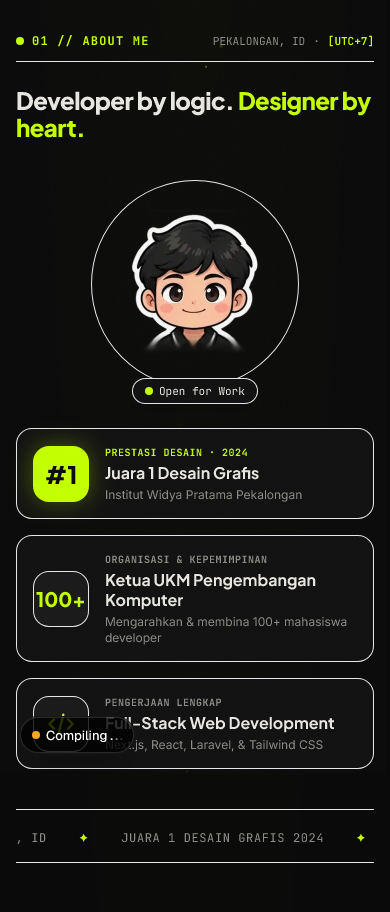 01 // ABOUT ME
PEKALONGAN, ID · [UTC+7]
Developer by logic. Designer by
heart.
Open for Work
#1
PRESTASI DESAIN · 2024
Juara 1 Desain Grafis
Institut Widya Pratama Pekalongan
100+
ORGANISASI & KEPEMIMPINAN
Ketua UKM Pengembangan
Komputer
Mengarahkan & membina 100+ mahasiswa
developer
</>
PENGERJAAN LENGKAP
Full-Stack Web Development
Next.js, React, Laravel, & Tailwind CSS
Compiling ...
, ID ✦ JUARA 1 DESAIN GRAFIS 2024 ✦